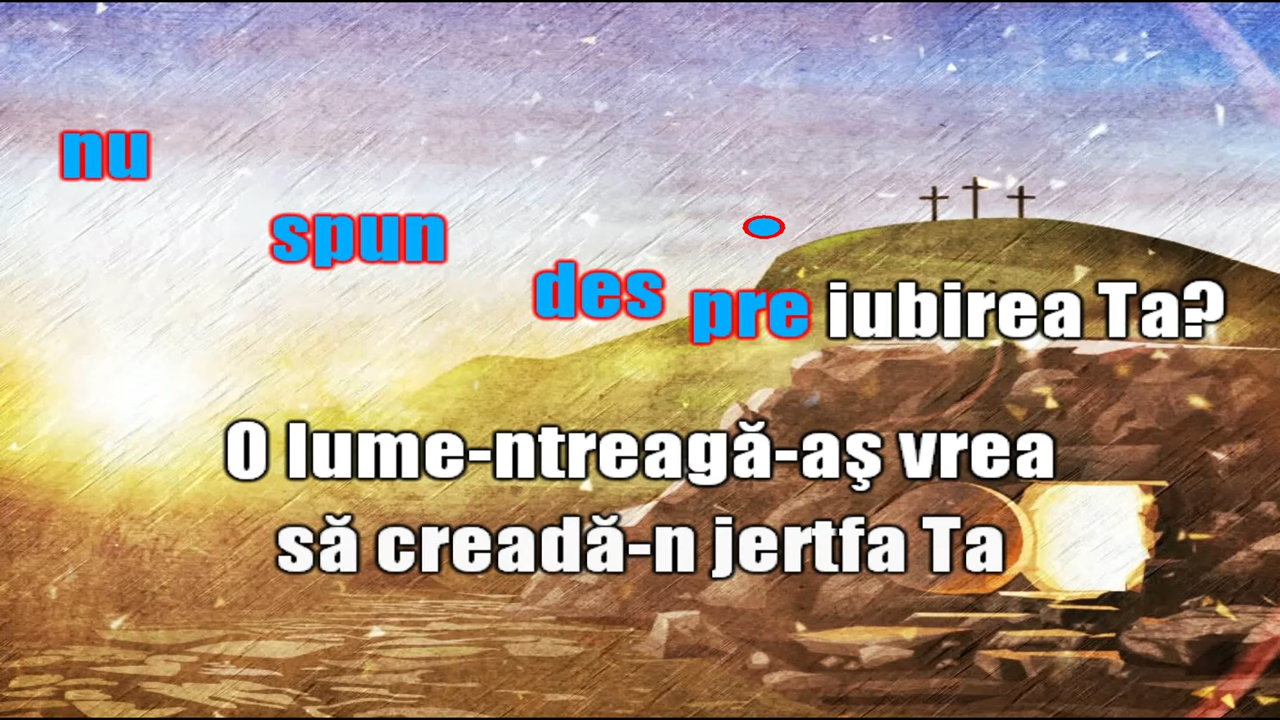 nu spun des pre iubirea Ta?
O lume-ntreagă-aş vrea
să creadă-n jertfa Ta